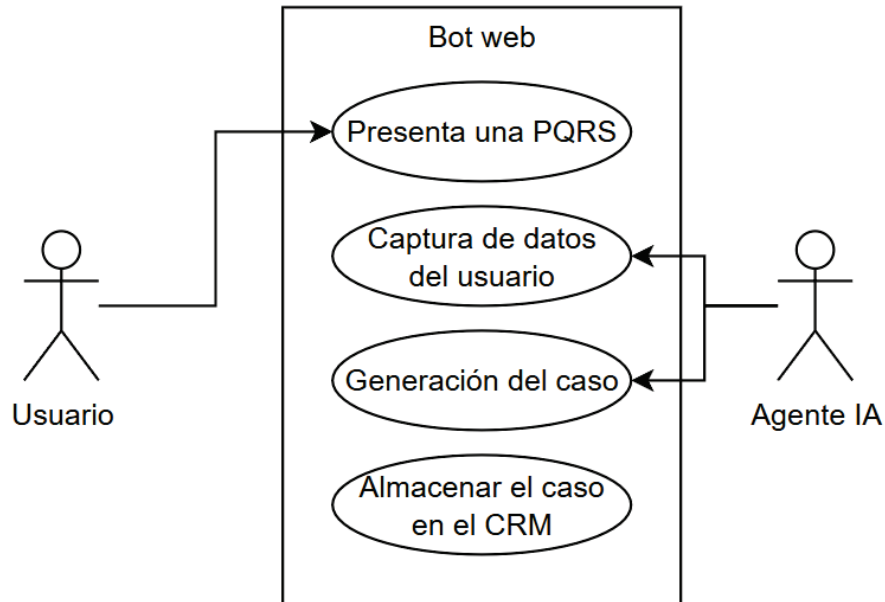 Bot web
Presenta una PQRS
Captura de datos
del usuario
Generación del caso
Almacenar el caso
en el CRM
Usuario
Agente IA